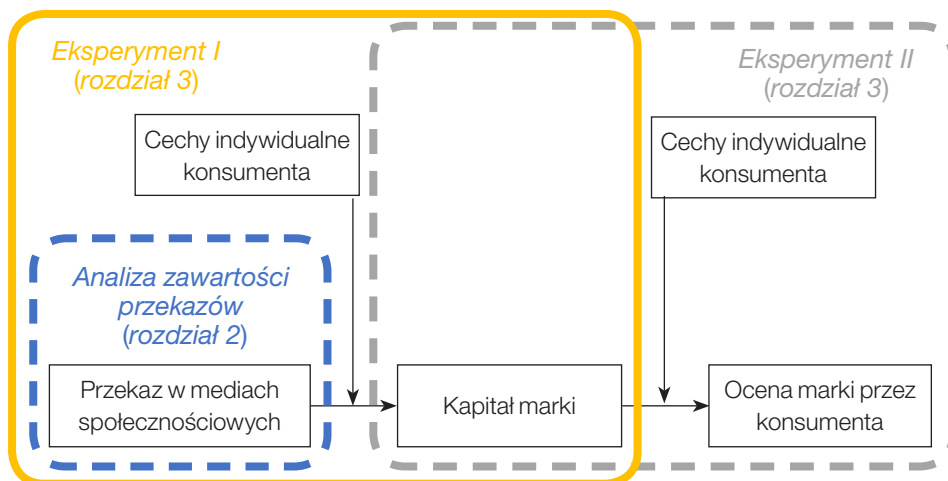 Eksperyment I
(rozdział 3)
Eksperyment II
(rozdział 3)
Cechy indywidualne
konsumenta
Cechy indywidualne
konsumenta
Analiza zawartości
przekazów
(rozdział 2)
Przekaz w mediach
społecznościowych
Kapitał marki
Ocena marki przez
konsumenta